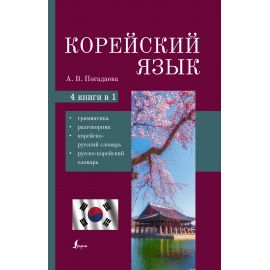 КОРЕЙСКИЙ
ЯЗЫК
А. В. Погадаева
4 книги в 1
• грамматика
• разговорник
• корейско-
русский словарь
• русско-корейский
словарь